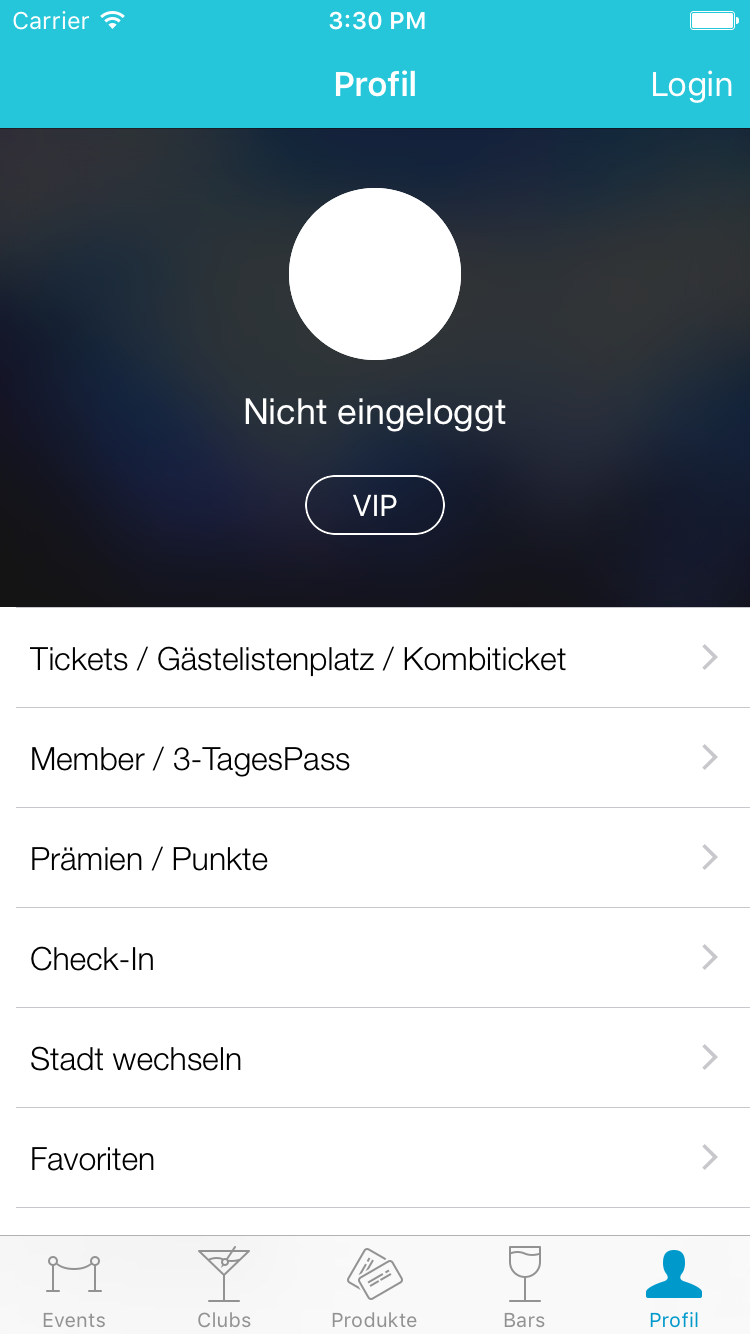 Carrier 3:30 PM
Profil Login
Nicht eingeloggt
VIP
Tickets / Gästelistenplatz / Kombiticket
Member / 3-TagesPass
Prämien / Punkte
Check-In
Stadt wechseln
Favoriten
Events Clubs Produkte Bars Profil